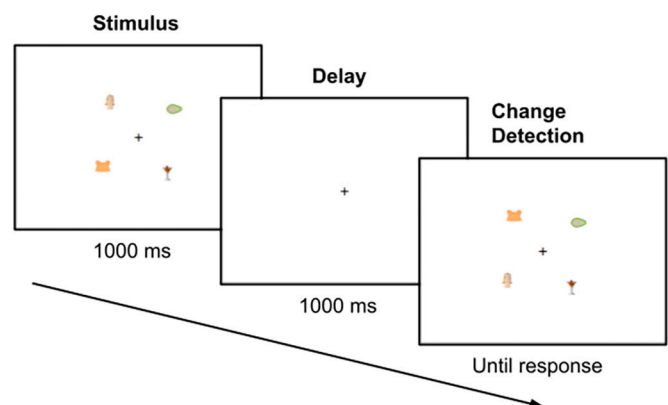 Stimulus
Delay
Change
Detection
1000 ms
1000 ms
Until response